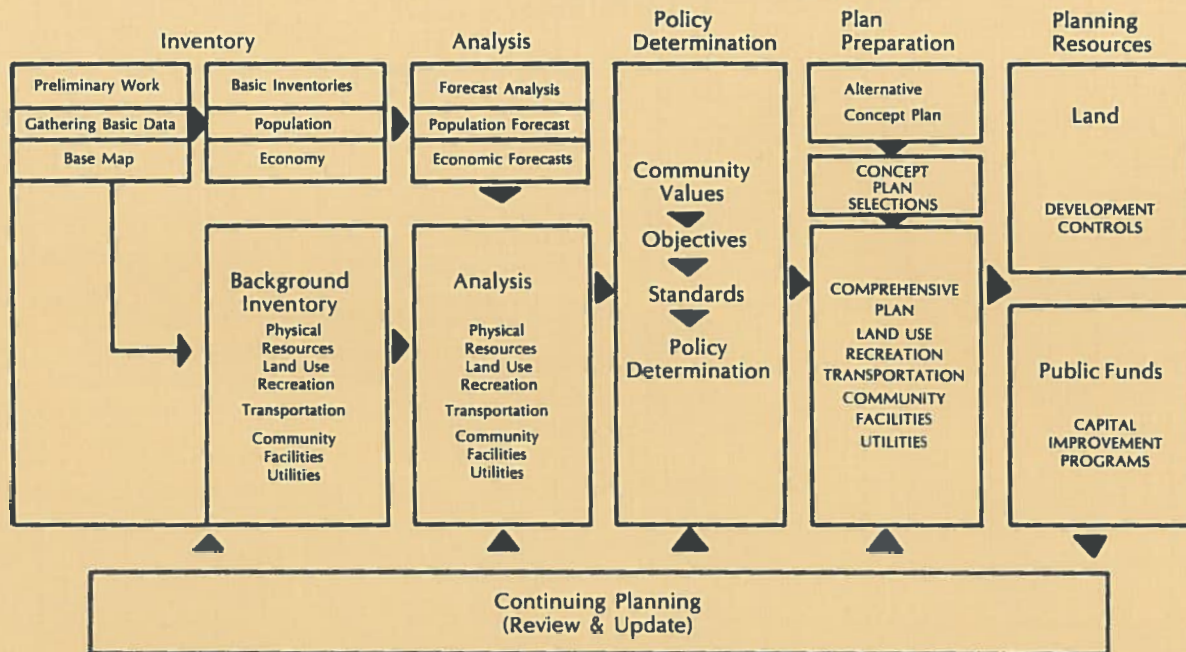 Inventory
Analysis
Policy
Determination
Plan
Preparation
Planning
Resources
Preliminary Work
Gathering Basic Data
Base Map
Basic Inventories
Population
Economy
Forecast Analysis
Population Forecast
Economic Forecasts
Background
Inventory
Physical
Resources
Land Use
Recreation
Transportation
Community
Facilities
Utilities
Analysis
Physical
Resources
Land Use
Recreation
Transportation
Community
Facilities
Utilities
Community
Values
Objectives
Standards
Policy
Determination
Alternative
Concept Plan
CONCEPT
PLAN
SELECTIONS
COMPREHENSIVE
PLAN
LAND USE
RECREATION
TRANSPORTATION
COMMUNITY
FACILITIES
UTILITIES
Land
DEVELOPMENT
CONTROLS
Public Funds
CAPITAL
IMPROVEMENT
PROGRAMS
Continuing Planning
(Review & Update)